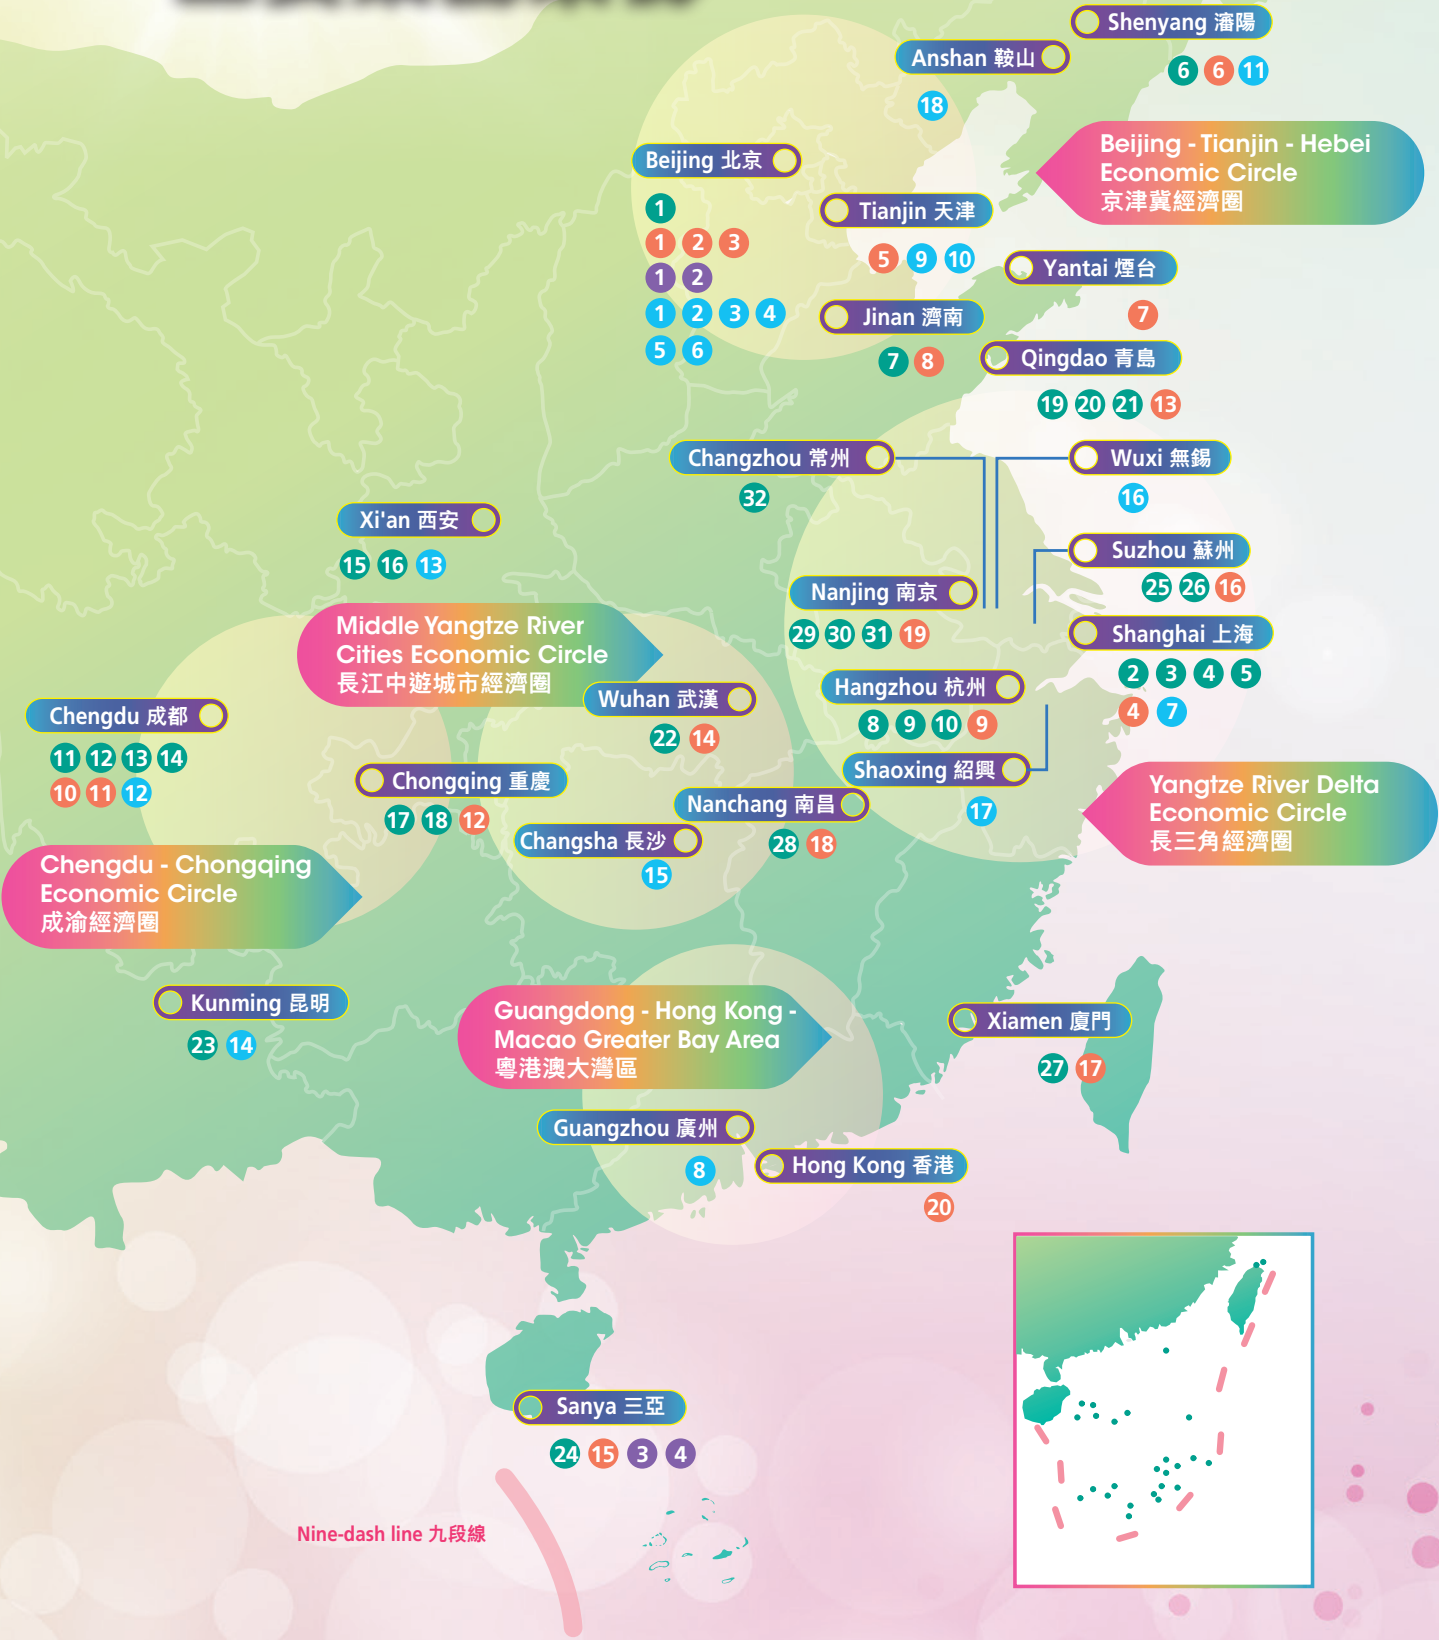 Shenyang 瀋陽
6 6 11
Anshan 鞍山
18
Beijing - Tianjin - Hebei
Economic Circle
京津冀經濟圈
Beijing 北京
1
1 2 3
1 2
1 2 3 4
5 6
Tianjin 天津
5 9 10
Yantai 煙台
7
Jinan 濟南
7 8
Qingdao 青島
19 20 21 13
Changzhou 常州
32
Wuxi 無錫
16
Xi'an 西安
15 16 13
Suzhou 蘇州
25 26 16
Nanjing 南京
29 30 31 19
Shanghai 上海
2 3 4 5
4 7
Middle Yangtze River
Cities Economic Circle
長江中遊城市經濟圈
Wuhan 武漢
22 14
Hangzhou 杭州
8 9 10 9
Chengdu 成都
11 12 13 14
10 11 12
Chongqing 重慶
17 18 12
Shaoxing 紹興
17
Nanchang 南昌
28 18
Changsha 長沙
15
Yangtze River Delta
Economic Circle
長三角經濟圈
Chengdu - Chongqing
Economic Circle
成渝經濟圈
Kunming 昆明
23 14
Guangdong - Hong Kong -
Macao Greater Bay Area
粵港澳大灣區
Xiamen 廈門
27 17
Guangzhou 廣州
8
Hong Kong 香港
20
Sanya 三亞
24 15 3 4
Nine-dash line 九段線